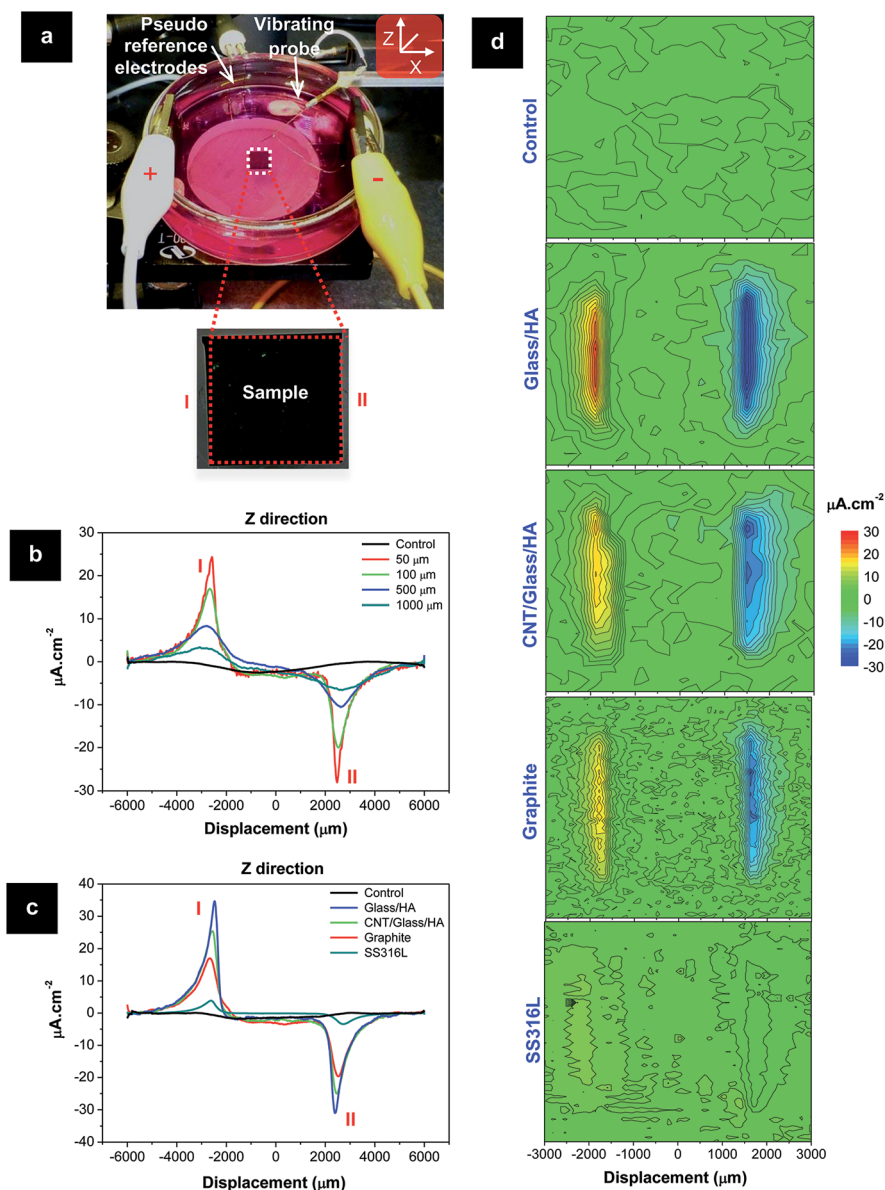 a
Pseudo
reference
electrodes
Vibrating
probe
Z
X
+
-
I
Sample
II
b
Z direction
μA.cm-2
30
20
10
0
-10
-20
-30
I
II
Control
50 μm
100 μm
500 μm
1000 μm
-6000 -4000 -2000 0 2000 4000 6000
Displacement (μm)
c
Z direction
μA.cm-2
40
30
20
10
0
-10
-20
-30
-40
I
II
Control
Glass/HA
CNT/Glass/HA
Graphite
SS316L
-6000 -4000 -2000 0 2000 4000 6000
Displacement (μm)
d
Control
Glass/HA
CNT/Glass/HA
Graphite
SS316L
-3000 -2000 -1000 0 1000 2000 3000
Displacement (μm)
μA.cm-2
30
20
10
0
-10
-20
-30